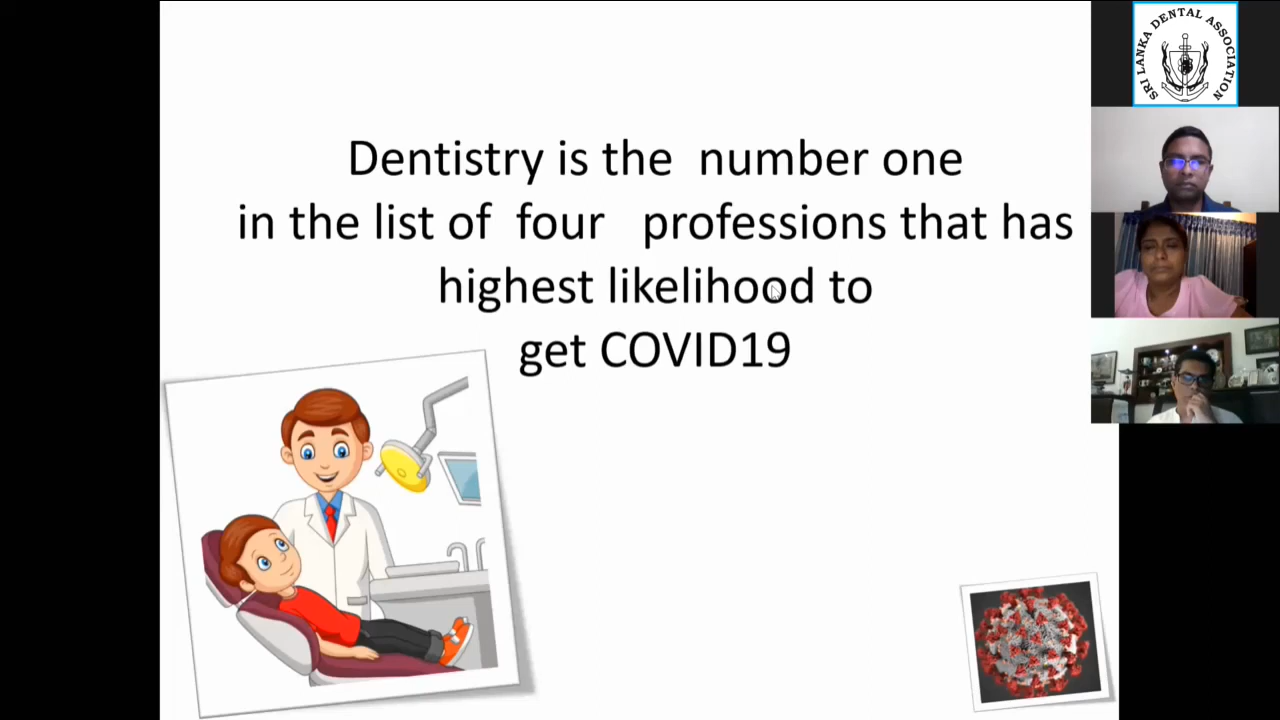 Dentistry is the number one
in the list of four professions that has
highest likelihood to
get COVID19
SRI LANKA DENTAL ASSOCIATION